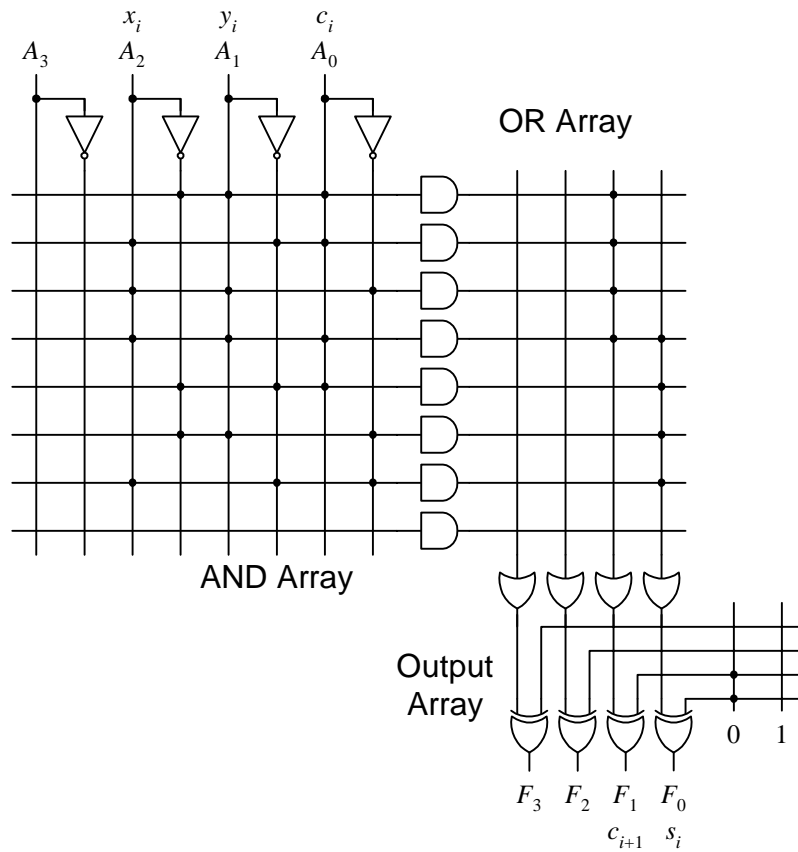 x_i y_i c_i
A_3 A_2 A_1 A_0
OR Array
AND Array
Output
Array
0 1
F_3 F_2 F_1 F_0
c_{i+1} s_i